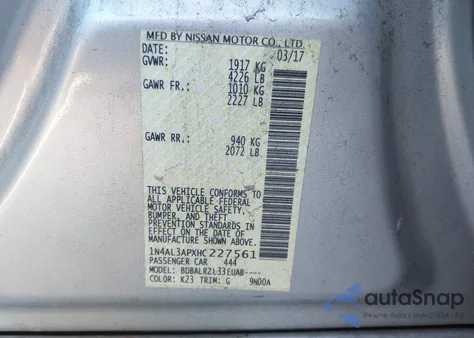 MFD BY NISSAN MOTOR CO., LTD.
DATE: 03/17
GVWR: 1917 KG
4226 LB
GAWR FR: 1010 KG
2227 LB
GAWR RR: 940 KG
2072 LB
THIS VEHICLE CONFORMS TO
ALL APPLICABLE FEDERAL
MOTOR VEHICLE SAFETY,
BUMPER, AND THEFT
PREVENTION STANDARDS
IN EFFECT ON THE DATE OF
MANUFACTURE SHOWN ABOVE.
1N4AL3APXHC227561
PASSENGER CAR 444
MODEL: BDBALRZL33EUAB----
COLOR: KZ3 TRIM: G 9N00A
autoSnap